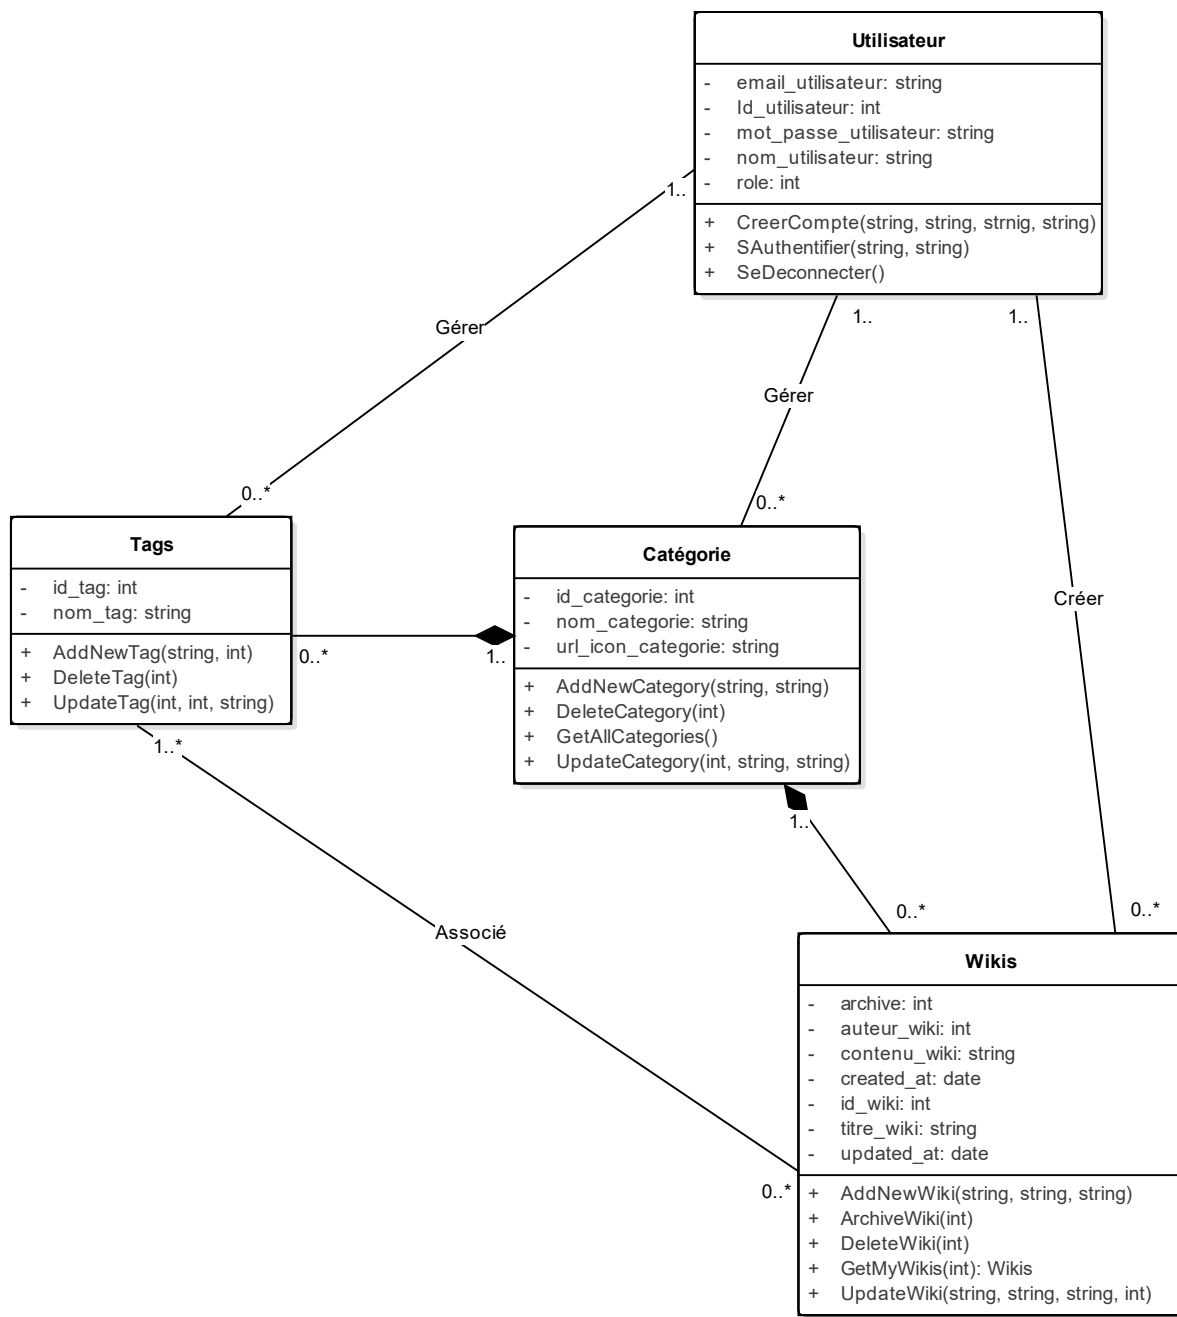 Utilisateur
- email_utilisateur: string
- Id_utilisateur: int
- mot_passe_utilisateur: string
- nom_utilisateur: string
- role: int
+ CreerCompte(string, string, strnig, string)
+ SAuthentifier(string, string)
+ SeDeconnecter()
1..
1..
1..
Gérer
Gérer
Créer
0..*
0..*
Tags
- id_tag: int
- nom_tag: string
+ AddNewTag(string, int)
+ DeleteTag(int)
+ UpdateTag(int, int, string)
0..*
1..
1..*
Catégorie
- id_categorie: int
- nom_categorie: string
- url_icon_categorie: string
+ AddNewCategory(string, string)
+ DeleteCategory(int)
+ GetAllCategories()
+ UpdateCategory(int, string, string)
1..
0..*
0..*
Associé
0..*
Wikis
- archive: int
- auteur_wiki: int
- contenu_wiki: string
- created_at: date
- id_wiki: int
- titre_wiki: string
- updated_at: date
+ AddNewWiki(string, string, string)
+ ArchiveWiki(int)
+ DeleteWiki(int)
+ GetMyWikis(int): Wikis
+ UpdateWiki(string, string, string, int)